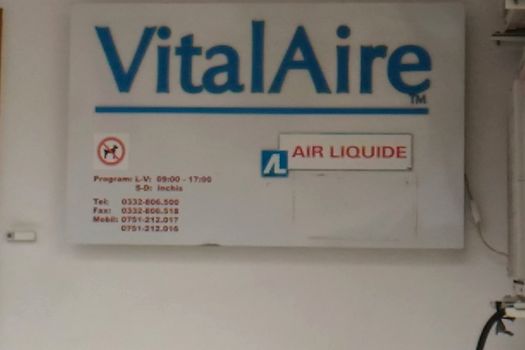 VitalAire
TM
AL AIR LIQUIDE
Program: L-V: 09:00 - 17:00
S-D: Inchis
Tel: 0332-806.500
Fax: 0332-806.518
Mobil: 0751-212.017
0751-212.016